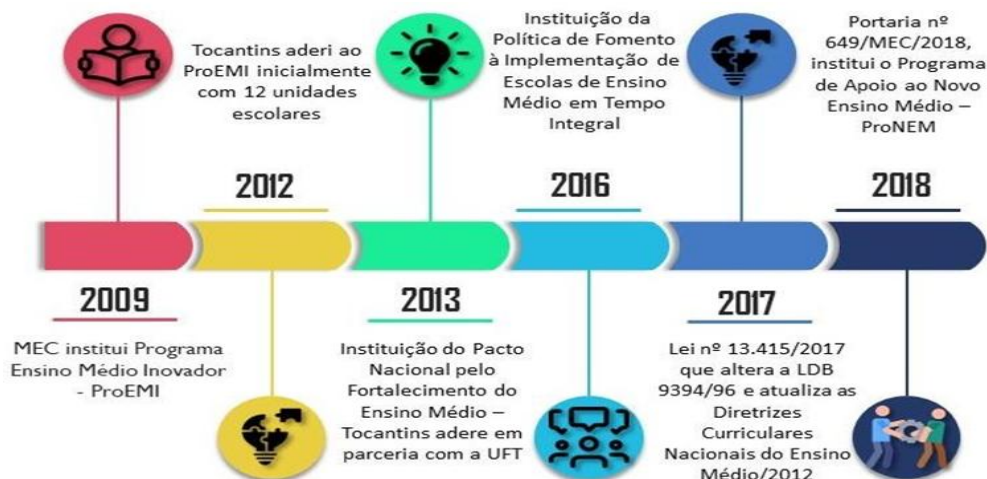 2009
MEC institui Programa
Ensino Médio Inovador
- ProEMI
2012
Tocantins aderi ao
ProEMI inicialmente
com 12 unidades
escolares
2013
Instituição do Pacto
Nacional pelo
Fortalecimento do
Ensino Médio –
Tocantins adere em
parceria com a UFT
2016
Instituição da
Política de Fomento
à Implementação de
Escolas de Ensino
Médio em Tempo
Integral
2017
Lei nº 13.415/2017
que altera a LDB
9394/96 e atualiza as
Diretrizes
Curriculares
Nacionais do Ensino
Médio/2012
2018
Portaria nº
649/MEC/2018,
institui o Programa
de Apoio ao Novo
Ensino Médio –
ProNEM